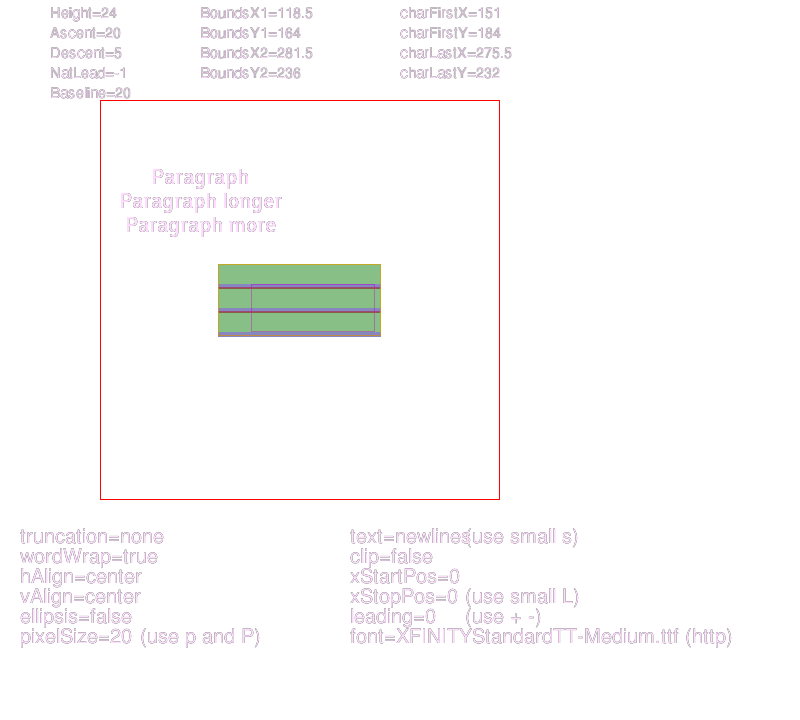 Height=24 BoundsX1=118.5 charFirstX=151
Ascent=20 BoundsY1=164 charFirstY=184
Descent=5 BoundsX2=281.5 charLastX=275.5
NatLead=-1 BoundsY2=236 charLastY=232
Baseline=20
Paragraph
Paragraph longer
Paragraph more
truncation=none text=newlines(use small s)
wordWrap=true clip=false
hAlign=center xStartPos=0
vAlign=center xStopPos=0 (use small L)
ellipsis=false leading=0 (use + -)
pixelSize=20 (use p and P) font=XFINITYStandardTT-Medium.ttf (http)